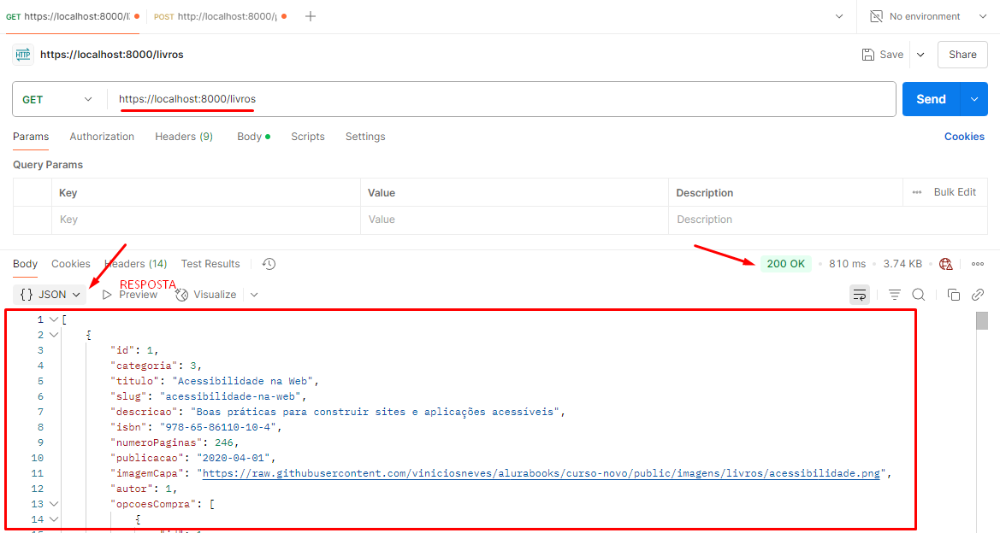 GET https://localhost:8000/l
POST http://localhost:8000/
No environment
HTTP https://localhost:8000/livros
Save
Share
GET
https://localhost:8000/livros
Send
Params Authorization Headers (9) Body Scripts Settings
Cookies
Query Params
Key Value Description Bulk Edit
Key Value Description
Body Cookies Headers (14) Test Results
200 OK 810 ms 3.74 KB
RESPOSTA
{} JSON Preview Visualize
1 [
2 {
3 "id": 1,
4 "categoria": 3,
5 "titulo": "Acessibilidade na Web",
6 "slug": "acessibilidade-na-web",
7 "descricao": "Boas práticas para construir sites e aplicações acessíveis",
8 "isbn": "978-65-86110-10-4",
9 "numeroPaginas": 246,
10 "publicacao": "2020-04-01",
11 "imagemCapa": "https://raw.githubusercontent.com/viniciosneves/alurabooks/curso-novo/public/imagens/livros/acessibilidade.png",
12 "autor": 1,
13 "opcoesCompra": [
14 {